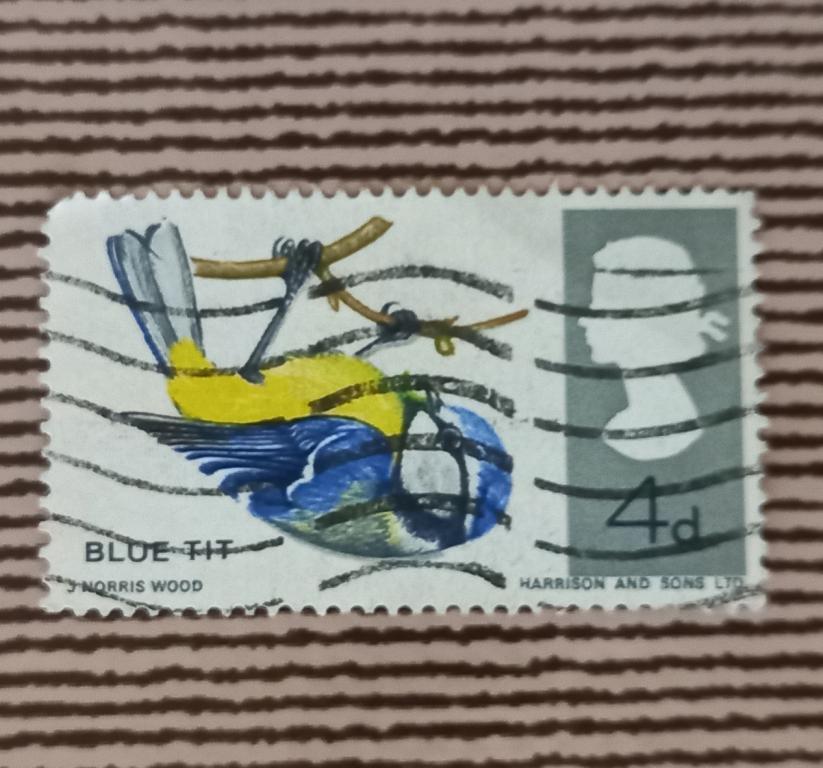 4d
BLUE TIT
J NORRIS WOOD
HARRISON AND SONS LTD